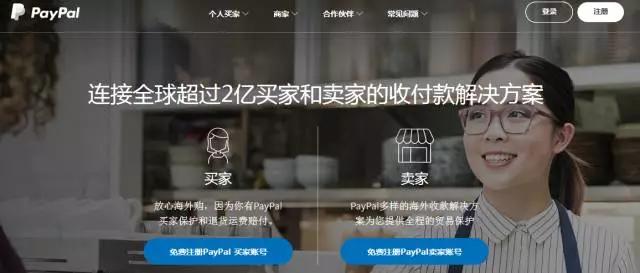 PayPal
个人买家
商家
合作伙伴
常见问题
登录
注册
连接全球超过2亿买家和卖家的收付款解决方案
买家
放心海外购，因为你有PayPal
买家保护和退货运费赔付。
免费注册PayPal 买家账号
卖家
PayPal多样的海外收款解决方
案为您提供全程的贸易保护
免费注册PayPal卖家账号